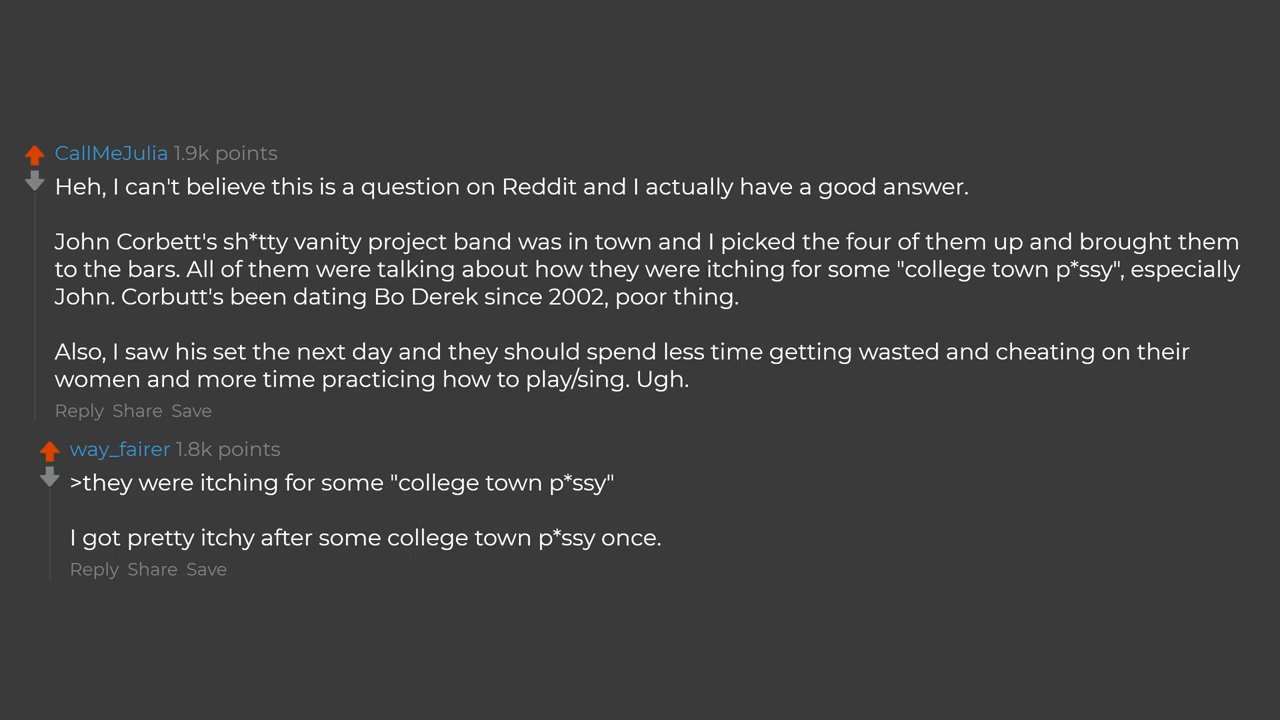 CallMeJulia 1.9k points
Heh, I can't believe this is a question on Reddit and I actually have a good answer.
John Corbett's sh*tty vanity project band was in town and I picked the four of them up and brought them
to the bars. All of them were talking about how they were itching for some "college town p*ssy", especially
John. Corbutt's been dating Bo Derek since 2002, poor thing.
Also, I saw his set the next day and they should spend less time getting wasted and cheating on their
women and more time practicing how to play/sing. Ugh.
Reply Share Save
way_fairer 1.8k points
>they were itching for some "college town p*ssy"
I got pretty itchy after some college town p*ssy once.
Reply Share Save